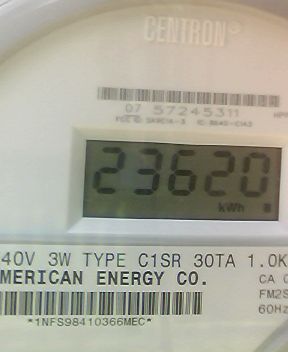 CENTRON®
07 57245311
23620
kWh
40V 3W TYPE C1SR 30TA 1.0K
MERICAN ENERGY CO.
CA
FM2S
60Hz
*1NFS98410366MEC*